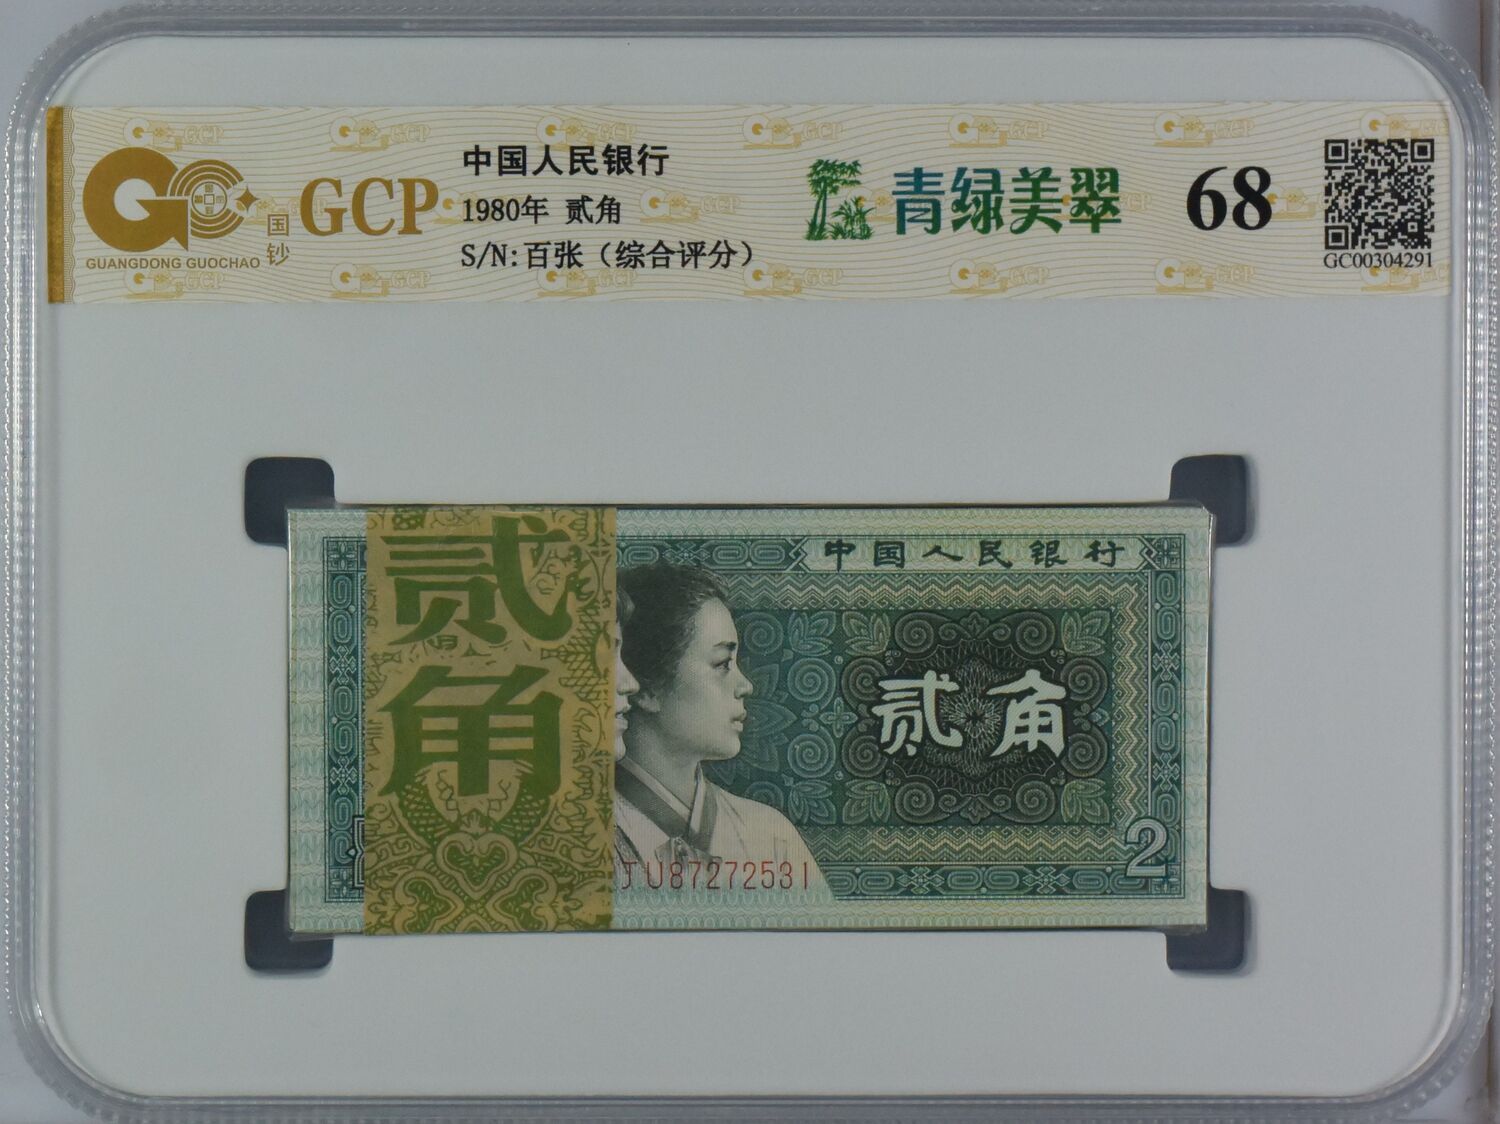 GCP
国钞
GUANGDONG GUOCHAO
中国人民银行
1980年 贰角
S/N:百张（综合评分）
青绿美翠
68
GC00304291
贰角
中国人民银行
贰角
JU87272531
2